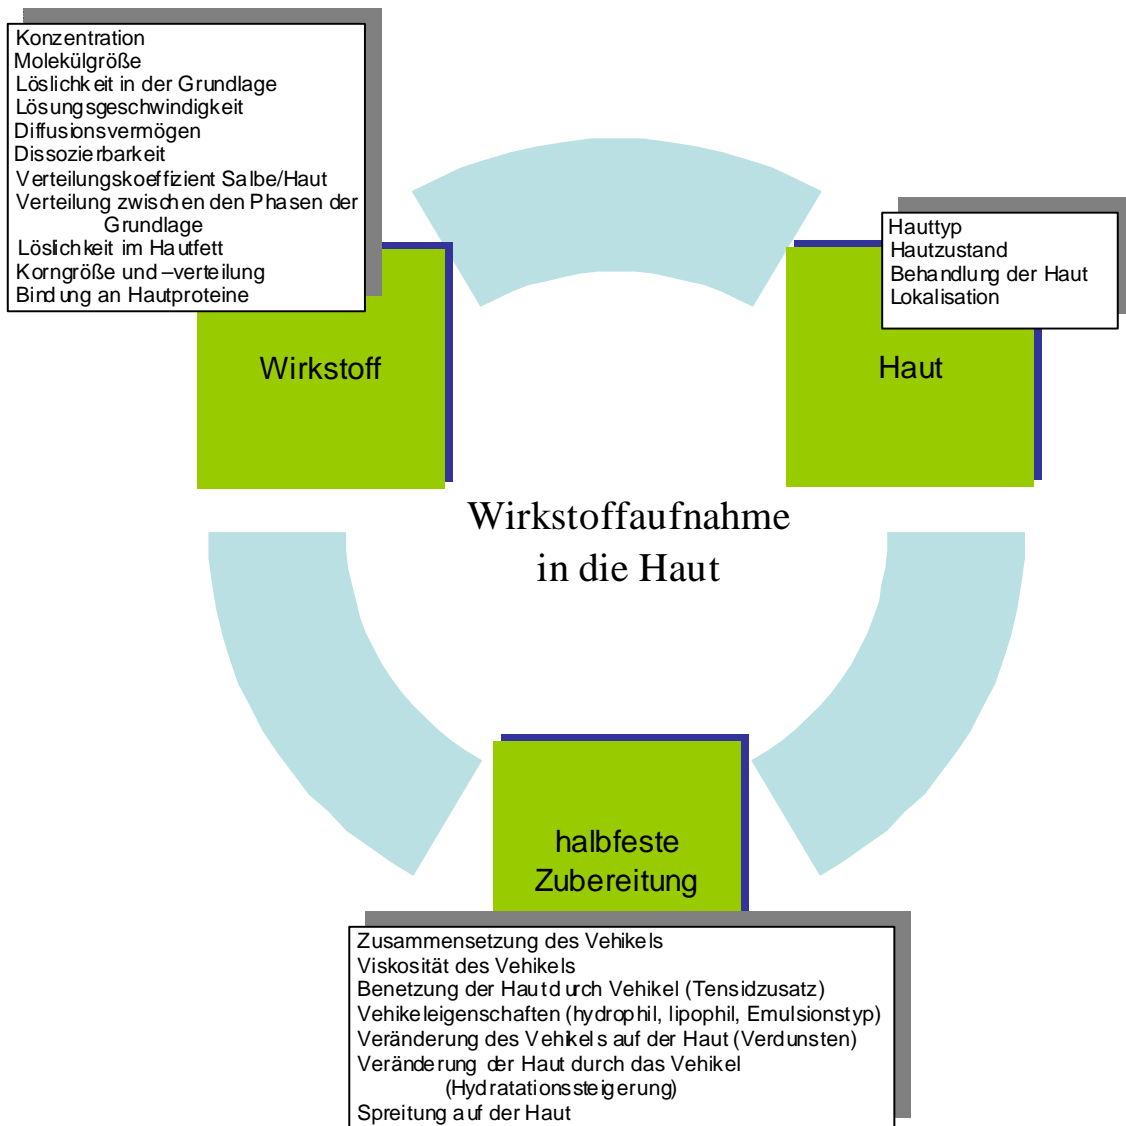 Konzentration
Molekülgröße
Löslichkeit in der Grundlage
Lösungsgeschwindigkeit
Diffusionsvermögen
Dissozierbarkeit
Verteilungskoeffizient Salbe/Haut
Verteilung zwischen den Phasen der
Grundlage
Löslichkeit im Hautfett
Korngröße und –verteilung
Bindung an Hautproteine
Wirkstoff
Hauttyp
Hautzustand
Behandlung der Haut
Lokalisation
Haut
Wirkstoffaufnahme
in die Haut
halbfeste
Zubereitung
Zusammensetzung des Vehikels
Viskosität des Vehikels
Benetzung der Haut durch Vehikel (Tensidzusatz)
Vehikeleigenschaften (hydrophil, lipophil, Emulsionstyp)
Veränderung des Vehikels auf der Haut (Verdunsten)
Veränderung der Haut durch das Vehikel
(Hydratationssteigerung)
Spreitung auf der Haut